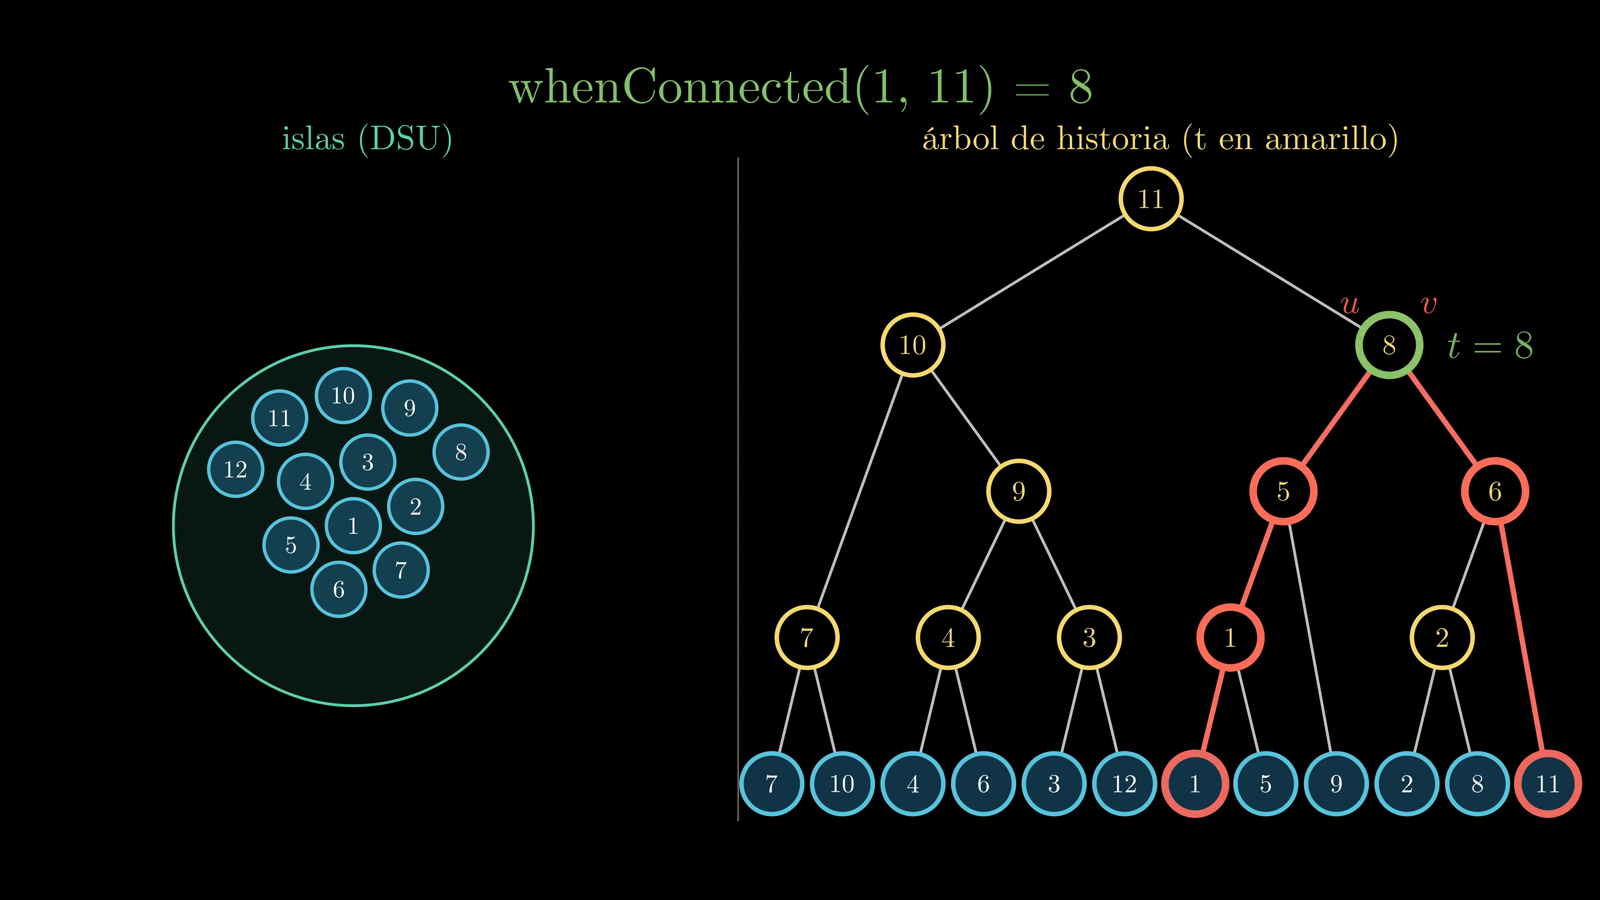 whenConnected(1, 11) = 8
islas (DSU)
árbol de historia (t en amarillo)
11
u v
10 8 t = 8
10
11 9
3 8
12 4
9 5 6
2
1
5
7
6
7 4 3 1 2
7 10 4 6 3 12 1 5 9 2 8 11